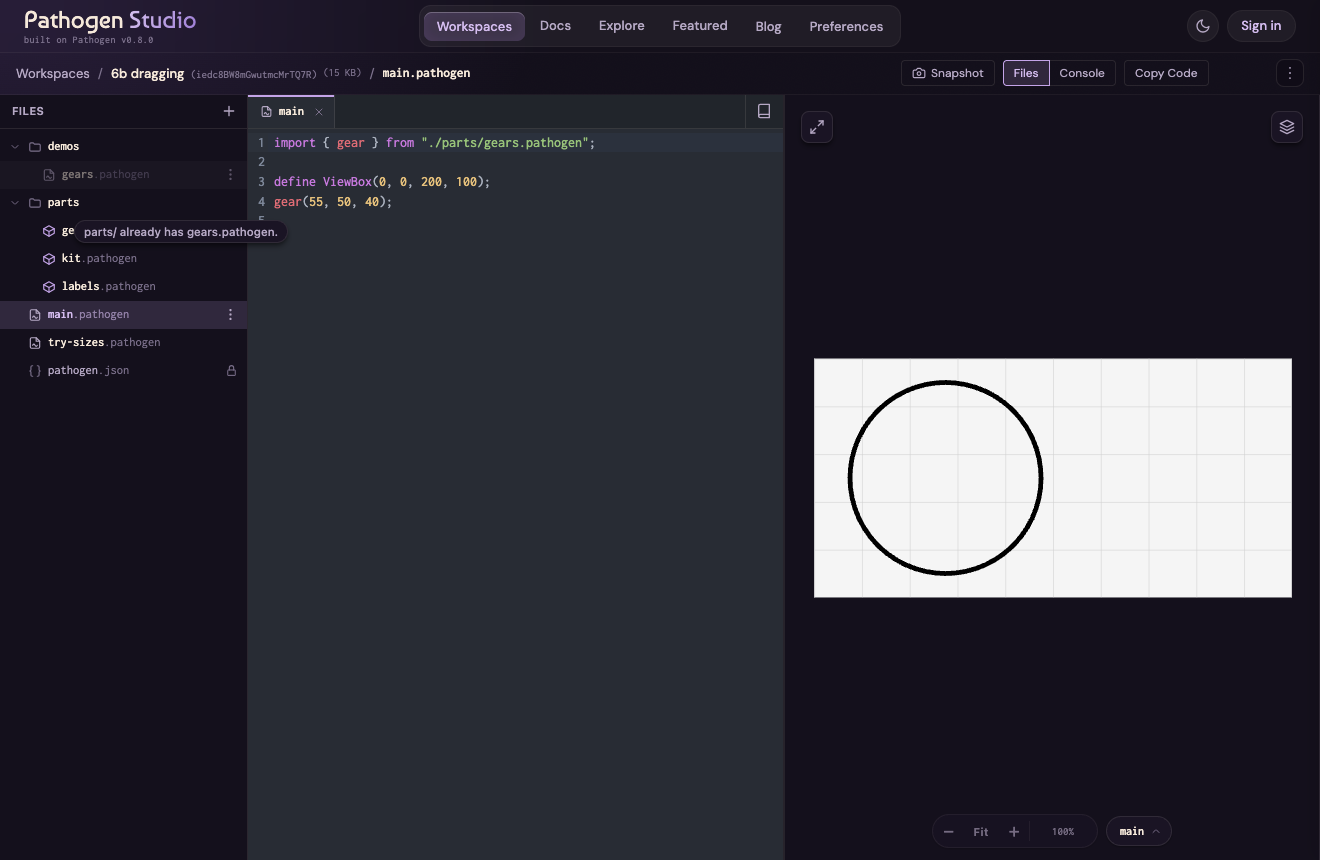 Pathogen Studio
built on Pathogen v0.8.0
Workspaces
Docs
Explore
Featured
Blog
Preferences
Sign in
Workspaces / 6b dragging (iedc8BW8mGwutmcMrTQ7R) (15 KB) / main.pathogen
Snapshot
Files
Console
Copy Code
FILES
main
demos
gears.pathogen
parts
ge
parts/ already has gears.pathogen.
kit.pathogen
labels.pathogen
main.pathogen
try-sizes.pathogen
{} pathogen.json
1 import { gear } from "./parts/gears.pathogen";
2
3 define ViewBox(0, 0, 200, 100);
4 gear(55, 50, 40);
5
Fit
100%
main